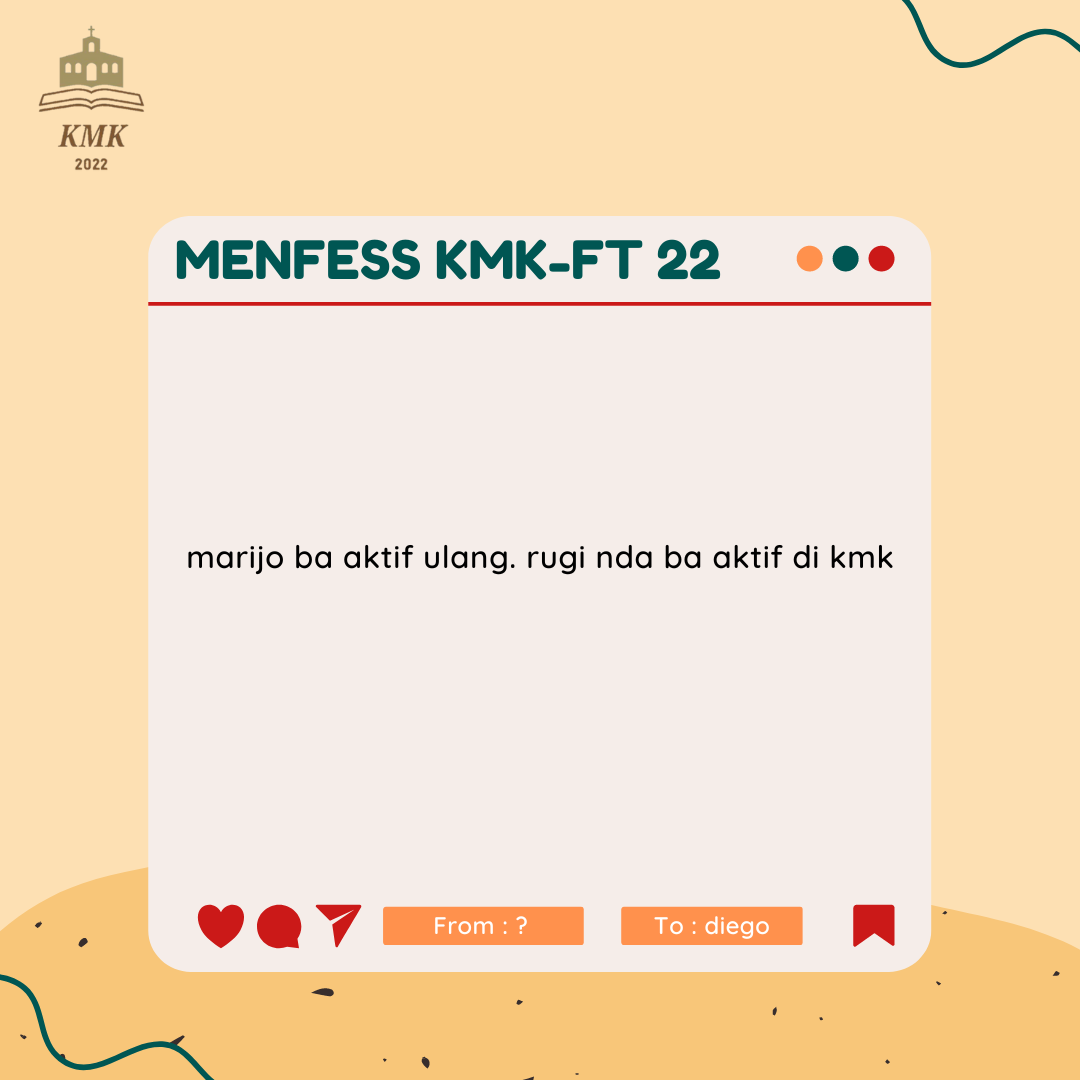 KMK
2022
MENFESS KMK-FT 22
marijo ba aktif ulang. rugi nda ba aktif di kmk
From : ?
To : diego